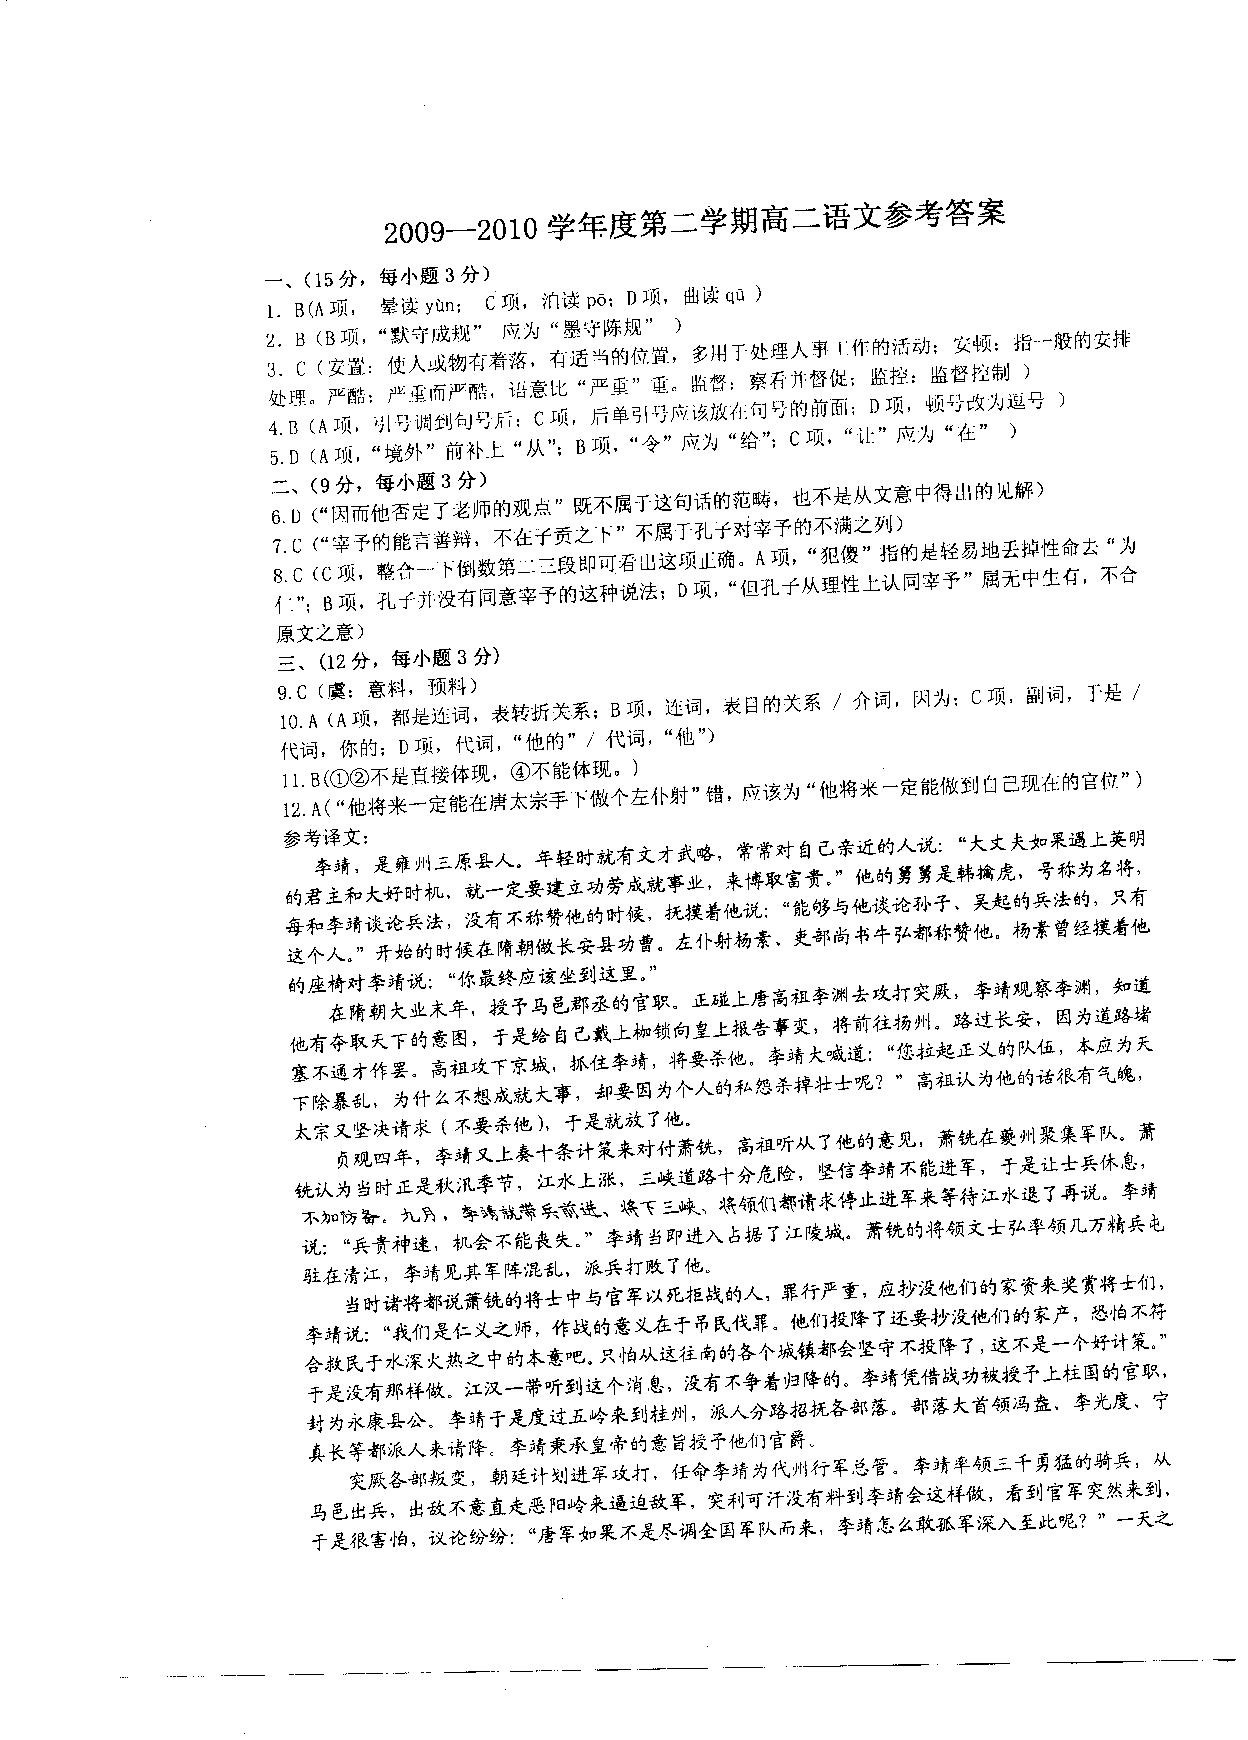 2009—2010 学年度第二学期高二语文参考答案
一、（15分，每小题3分）
1．B(A项， 晕读 yùn； C项，泊读 pō；D项，曲读 qū ）
2．B（B项，“默守成规” 应为“墨守陈规” ）
3．C（安置：使人或物有着落，有适当的位置，多用于处理人事工作的活动；安顿：指一般的安排
处理。严酷：严重而严酷，语意比“严重”重。监督：察看并督促；监控：监督控制 ）
4.B（A项，引号调到句号后；C项，后单引号应该放在句号的前面；D项，顿号改为逗号 ）
5.D（A项，“境外”前补上“从”；B项，“令”应为“给”；C项，“让”应为“在” ）
二、（9分，每小题3分）
6.D（“因而他否定了老师的观点”既不属于这句话的范畴，也不是从文意中得出的见解）
7.C（“宰予的能言善辩，不在子贡之下”不属于孔子对宰予的不满之列）
8.C（C项，整合一下倒数第二三段即可看出这项正确。A项，“犯傻”指的是轻易地丢掉性命去“为
仁”；B项，孔子并没有同意宰予的这种说法；D项，“但孔子从理性上认同宰予”属无中生有，不合
原文之意）
三、（12分，每小题3分）
9.C（虞：意料，预料）
10.A（A项，都是连词，表转折关系；B项，连词，表目的关系 / 介词，因为；C项，副词，于是 /
代词，你的；D项，代词，“他的”/ 代词，“他”）
11.B(①②不是直接体现，④不能体现。）
12.A(“他将来一定能在唐太宗手下做个左仆射”错，应该为“他将来一定能做到自己现在的官位”)
参考译文：
李靖，是雍州三原县人。年轻时就有文才武略，常常对自己亲近的人说：“大丈夫如果遇上英明
的君主和大好时机，就一定要建立功劳成就事业，来博取富贵。”他的舅舅是韩擒虎，号称为名将，
每和李靖谈论兵法，没有不称赞他的时候，抚摸着他说：“能够与他谈论孙子、吴起的兵法的，只有
这个人。”开始的时候在隋朝做长安县功曹。左仆射杨素、吏部尚书牛弘都称赞他。杨素曾经摸着他
的座椅对李靖说：“你最终应该坐到这里。”
在隋朝大业末年，授予马邑郡丞的官职。正碰上唐高祖李渊去攻打突厥，李靖观察李渊，知道
他有夺取天下的意图，于是给自己戴上枷锁向皇上报告事变，将前往扬州。路过长安，因为道路堵
塞不通才作罢。高祖攻下京城，抓住李靖，将要杀他。李靖大喊道：“您拉起正义的队伍，本应为天
下除暴乱，为什么不想成就大事，却要因为个人的私怨杀掉壮士呢？”高祖认为他的话很有气魄，
太宗又坚决请求（不要杀他），于是就放了他。
贞观四年，李靖又上奏十条计策来对付萧铣，高祖听从了他的意见，萧铣在夔州聚集军队。萧
铣认为当时正是秋汛季节，江水上涨，三峡道路十分危险，坚信李靖不能进军，于是让士兵休息，
不加防备。九月，李靖就带兵前进、将下三峡、将领们都请求停止进军来等待江水退了再说。李靖
说：“兵贵神速，机会不能丧失。”李靖当即进入占据了江陵城。萧铣的将领文士弘率领几万精兵屯
驻在清江，李靖见其军阵混乱，派兵打败了他。
当时诸将都说萧铣的将士中与官军以死拒战的人，罪行严重，应抄没他们的家资来奖赏将士们，
李靖说：“我们是仁义之师，作战的意义在于吊民伐罪。他们投降了还要抄没他们的家产，恐怕不符
合救民于水深火热之中的本意吧。只怕从这往南的各个城镇都会坚守不投降了，这不是一个好计策。”
于是没有那样做。江汉一带听到这个消息，没有不争着归降的。李靖凭借战功被授予上柱国的官职，
封为永康县公。李靖于是度过五岭来到桂州，派人分路招抚各部落。部落大首领冯盎、李光度、宁
真长等都派人来请降。李靖秉承皇帝的意旨授予他们官爵。
突厥各部叛变，朝廷计划进军攻打，任命李靖为代州行军总管。李靖率领三千勇猛的骑兵，从
马邑出兵，出敌不意直走恶阳岭来逼迫敌军，突利可汗没有料到李靖会这样做，看到官军突然来到，
于是很害怕，议论纷纷：“唐军如果不是尽调全国军队而来，李靖怎么敢孤军深入至此呢？”一天之